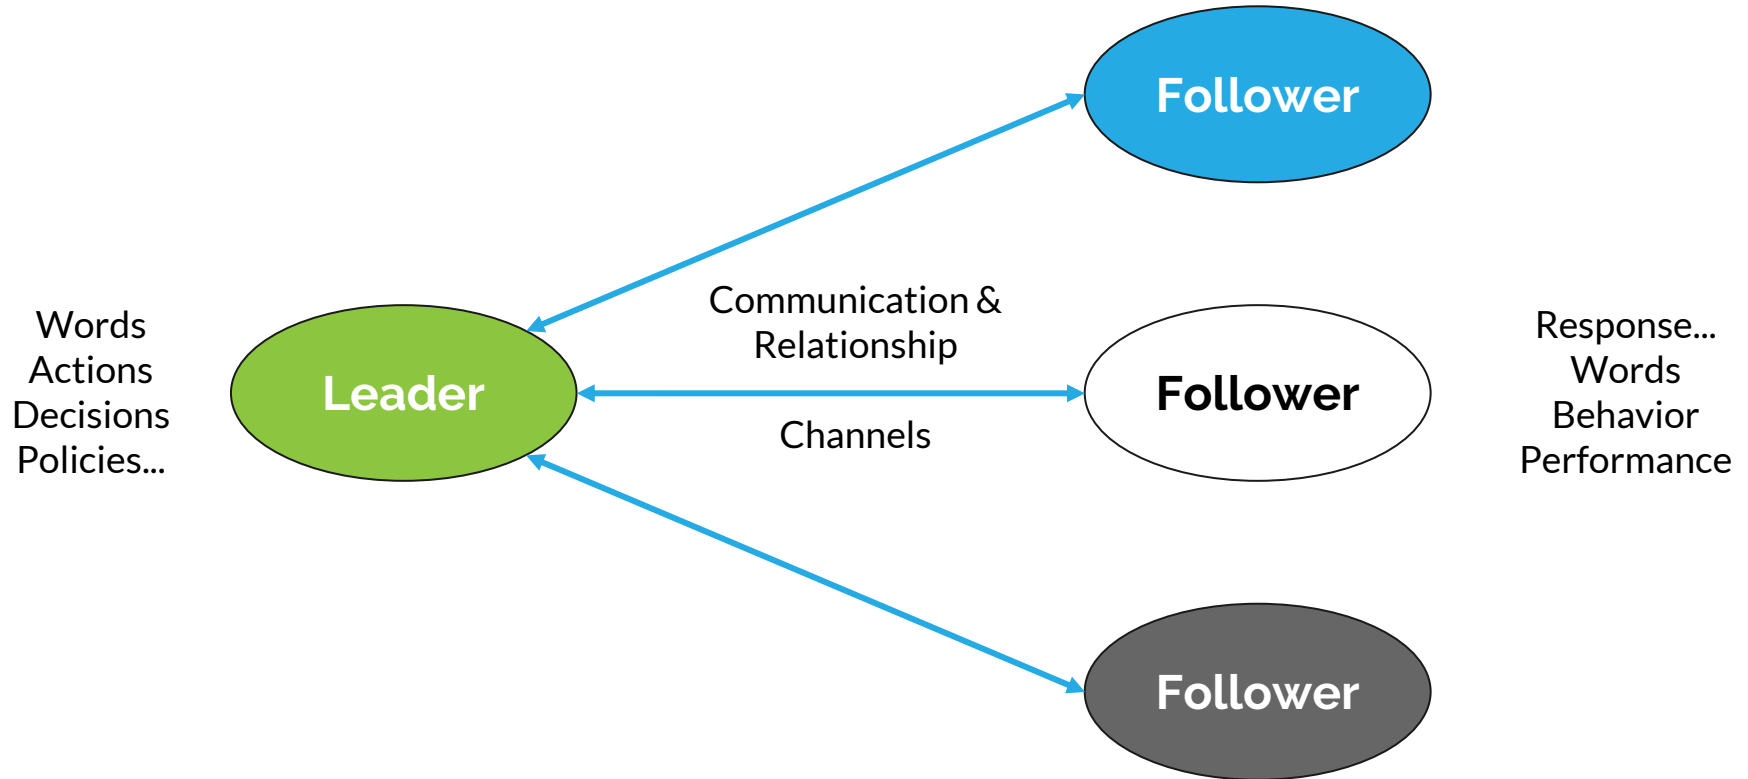 Follower
Words
Actions
Decisions
Policies...
Leader
Communication &
Relationship
Channels
Follower
Response...
Words
Behavior
Performance
Follower